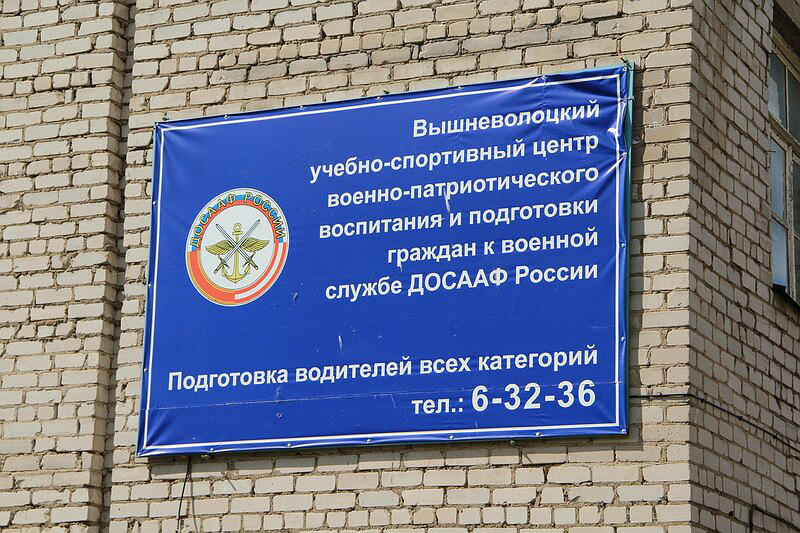 Вышневолоцкий
учебно-спортивный центр
военно-патриотического
воспитания и подготовки
граждан к военной
службе ДОСААФ России
ДОСААФ РОССИИ
Подготовка водителей всех категорий
тел.: 6-32-36